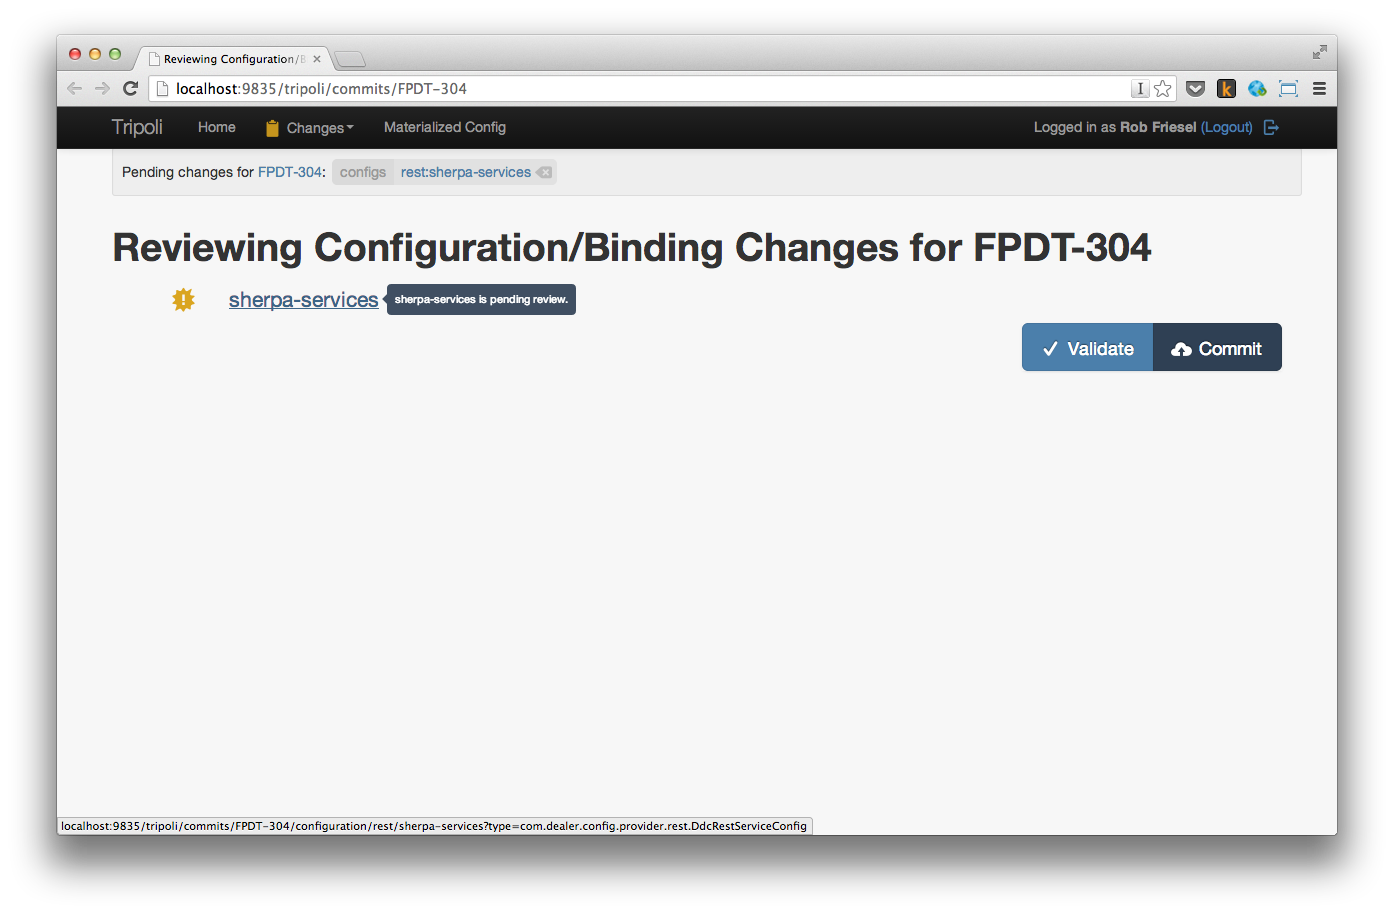 Reviewing Configuration/B
localhost:9835/tripoli/commits/FPDT-304
Tripoli Home Changes Materialized Config Logged in as Rob Friesel (Logout)
Pending changes for FPDT-304: configs rest:sherpa-services
Reviewing Configuration/Binding Changes for FPDT-304
sherpa-services sherpa-services is pending review.
Validate Commit
localhost:9835/tripoli/commits/FPDT-304/configuration/rest/sherpa-services?type=com.dealer.config.provider.rest.DdcRestServiceConfig